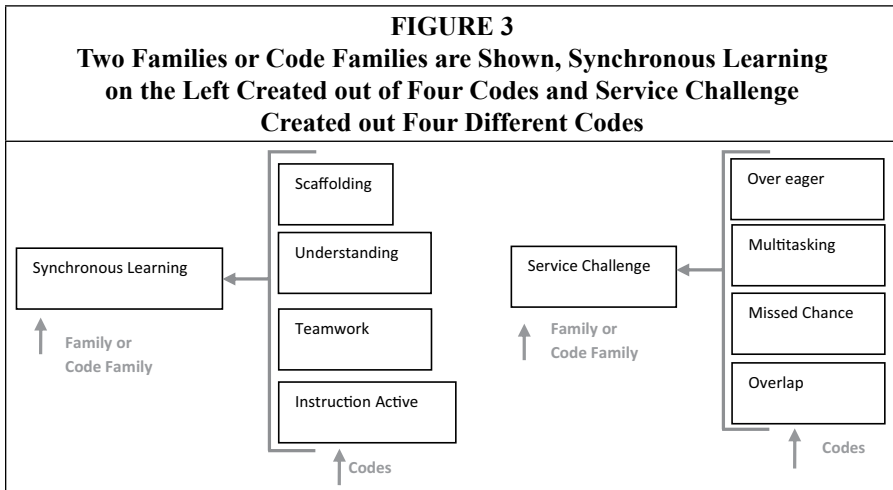 FIGURE 3
Two Families or Code Families are Shown, Synchronous Learning
on the Left Created out of Four Codes and Service Challenge
Created out Four Different Codes
Synchronous Learning
Family or
Code Family
Scaffolding
Understanding
Teamwork
Instruction Active
Codes
Service Challenge
Family or
Code Family
Over eager
Multitasking
Missed Chance
Overlap
Codes